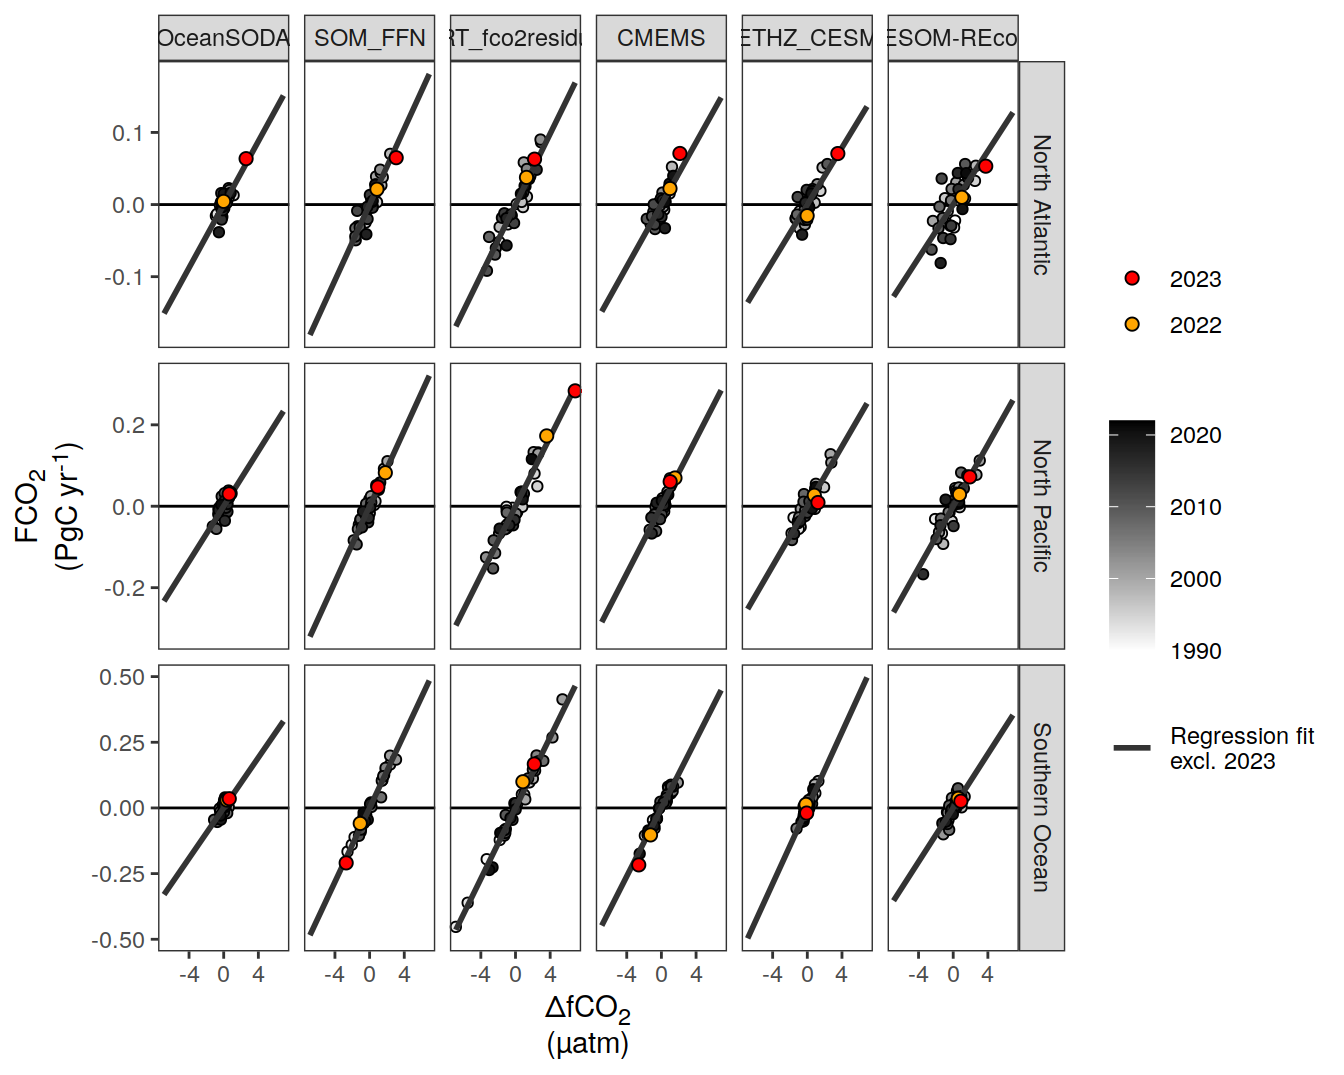 OceanSODA
SOM_FFN
RT_fco2resid
CMEMS
ETHZ_CESM
ESOM-REco
0.1
0.0
-0.1
North Atlantic
0.2
0.0
-0.2
North Pacific
0.50
0.25
0.00
-0.25
-0.50
Southern Ocean
-4 0 4
-4 0 4
-4 0 4
-4 0 4
-4 0 4
-4 0 4
ΔfCO₂
(µatm)
FCO₂
(PgC yr⁻¹)
2023
2022
2020
2010
2000
1990
Regression fit
excl. 2023